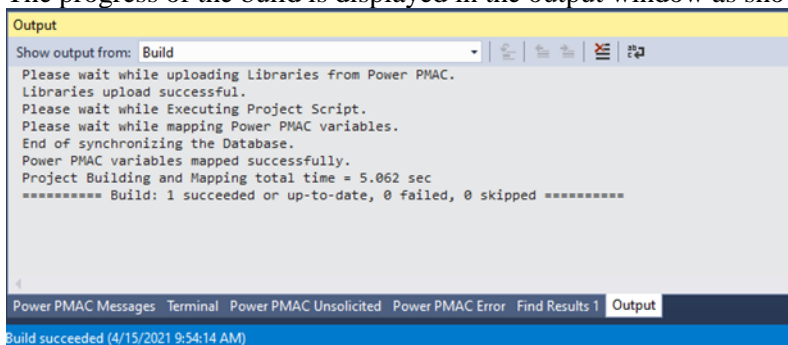 The progress of the build is displayed in the output window as sho
Output
Show output from: Build
Please wait while uploading Libraries from Power PMAC.
Libraries upload successful.
Please wait while Executing Project Script.
Please wait while mapping Power PMAC variables.
End of synchronizing the Database.
Power PMAC variables mapped successfully.
Project Building and Mapping total time = 5.062 sec
========== Build: 1 succeeded or up-to-date, 0 failed, 0 skipped ==========
Power PMAC Messages Terminal Power PMAC Unsolicited Power PMAC Error Find Results 1 Output
Build succeeded (4/15/2021 9:54:14 AM)